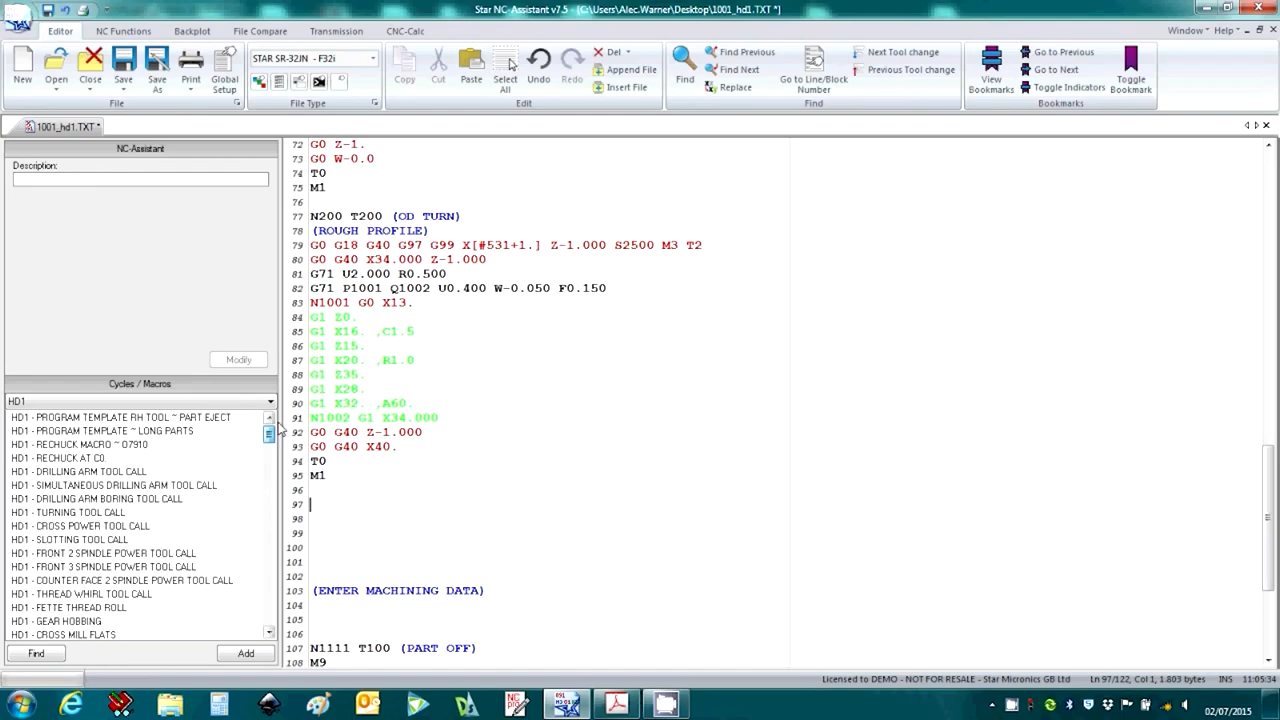 Star NC-Assistant v7.5 - [C:\Users\Alec.Warner\Desktop\1001_hd1.TXT *]
Editor NC Functions Backplot File Compare Transmission CNC-Calc Window Help
New Open Close Save Save As Print Global Setup
File
STAR SR-32JN - F32i
File Type
Copy Cut Paste Select All Undo Redo
Del
Append File
Insert File
Edit
Find
Find Previous
Find Next
Replace
Go to Line/Number
Next Tool change
Previous Tool change
Find
View Bookmarks
Go to Previous
Go to Next
Toggle Indicators
Toggle Bookmark
Bookmarks
1001_hd1.TXT *
NC-Assistant
Description:
Modify
Cycles / Macros
HD1
HD1 - PROGRAM TEMPLATE RH TOOL ~ PART EJECT
HD1 - PROGRAM TEMPLATE ~ LONG PARTS
HD1 - RECHUCK MACRO ~ O7910
HD1 - RECHUCK AT C0.
HD1 - DRILLING ARM TOOL CALL
HD1 - SIMULTANEOUS DRILLING ARM TOOL CALL
HD1 - DRILLING ARM BORING TOOL CALL
HD1 - TURNING TOOL CALL
HD1 - CROSS POWER TOOL CALL
HD1 - SLOTTING TOOL CALL
HD1 - FRONT 2 SPINDLE POWER TOOL CALL
HD1 - FRONT 3 SPINDLE POWER TOOL CALL
HD1 - COUNTER FACE 2 SPINDLE POWER TOOL CALL
HD1 - THREAD WHIRL TOOL CALL
HD1 - FETTE THREAD ROLL
HD1 - GEAR HOBBING
HD1 - CROSS MILL FLATS
Find Add
72 G0 Z-1.
73 G0 W-0.0
74 T0
75 M1
76
77 N200 T200 (OD TURN)
78 (ROUGH PROFILE)
79 G0 G18 G40 G97 G99 X[#531+1.] Z-1.000 S2500 M3 T2
80 G0 G40 X34.000 Z-1.000
81 G71 U2.000 R0.500
82 G71 P1001 Q1002 U0.400 W-0.050 F0.150
83 N1001 G0 X13.
84 G1 Z0.
85 G1 X16. ,C1.5
86 G1 Z15.
87 G1 X20. ,R1.0
88 G1 Z35.
89 G1 X28.
90 G1 X32. ,A60.
91 N1002 G1 X34.000
92 G0 G40 Z-1.000
93 G0 G40 X40.
94 T0
95 M1
96
97
98
99
100
101
102
103 (ENTER MACHINING DATA)
104
105
106
107 N1111 T100 (PART OFF)
108 M9
Licensed to DEMO - NOT FOR RESALE - Star Micronics GB Ltd Ln 97/122, Col 1, 1.803 bytes INS 11:05:34
02/07/2015